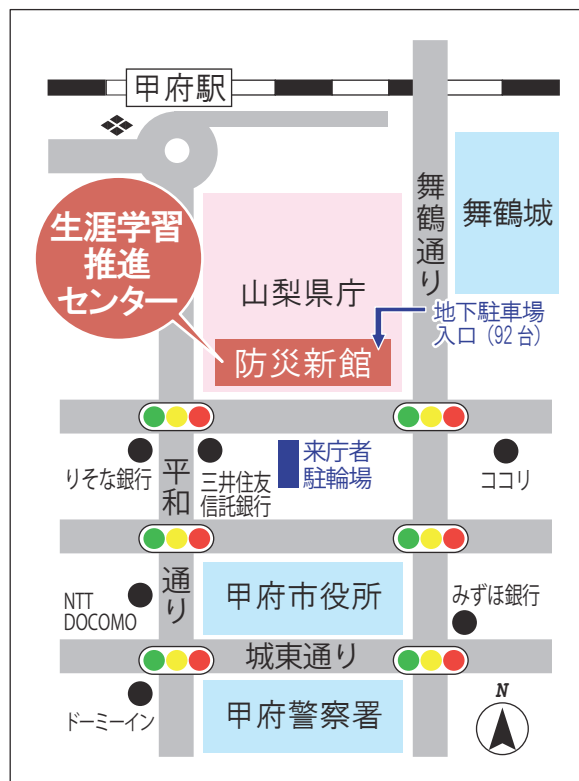 甲府駅
舞鶴通り
舞鶴城
生涯学習
推進
センター
山梨県庁
地下駐車場
入口（92台）
防災新館
りそな銀行
平和通り
三井住友
信託銀行
来庁者
駐輪場
ココリ
NTT
DOCOMO
甲府市役所
みずほ銀行
城東通り
ドーミーイン
甲府警察署
N